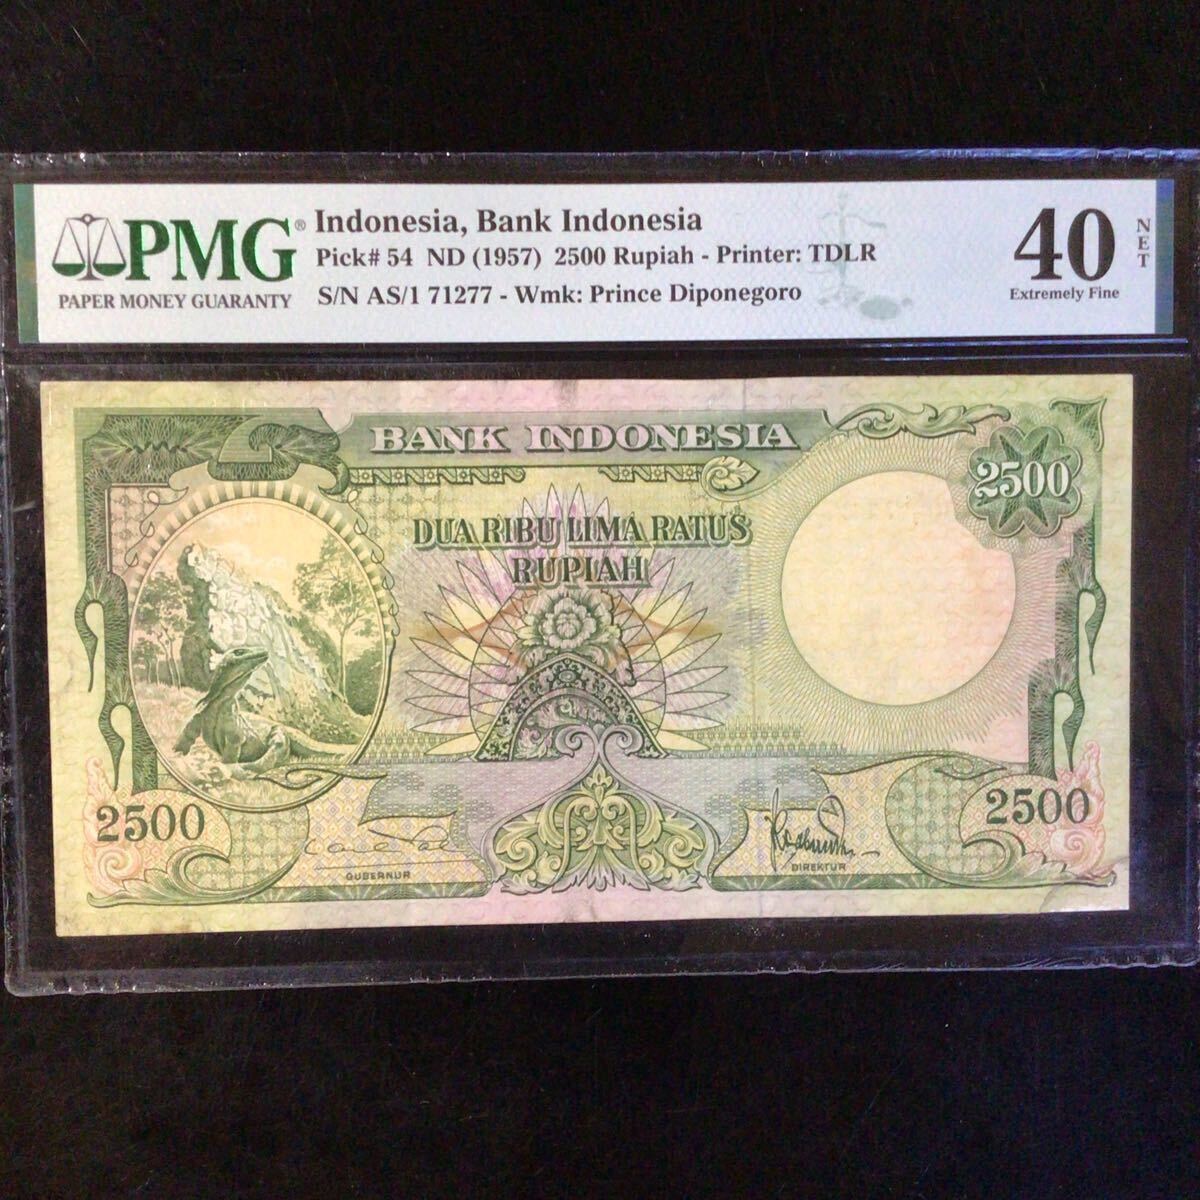 PMG®
PAPER MONEY GUARANTY
Indonesia, Bank Indonesia
Pick# 54 ND (1957) 2500 Rupiah - Printer: TDLR
S/N AS/1 71277 - Wmk: Prince Diponegoro
40
NET
Extremely Fine
BANK INDONESIA
2500
DUA RIBU LIMA RATUS
RUPIAH
2500
2500
GUBERNUR
DIREKTUR